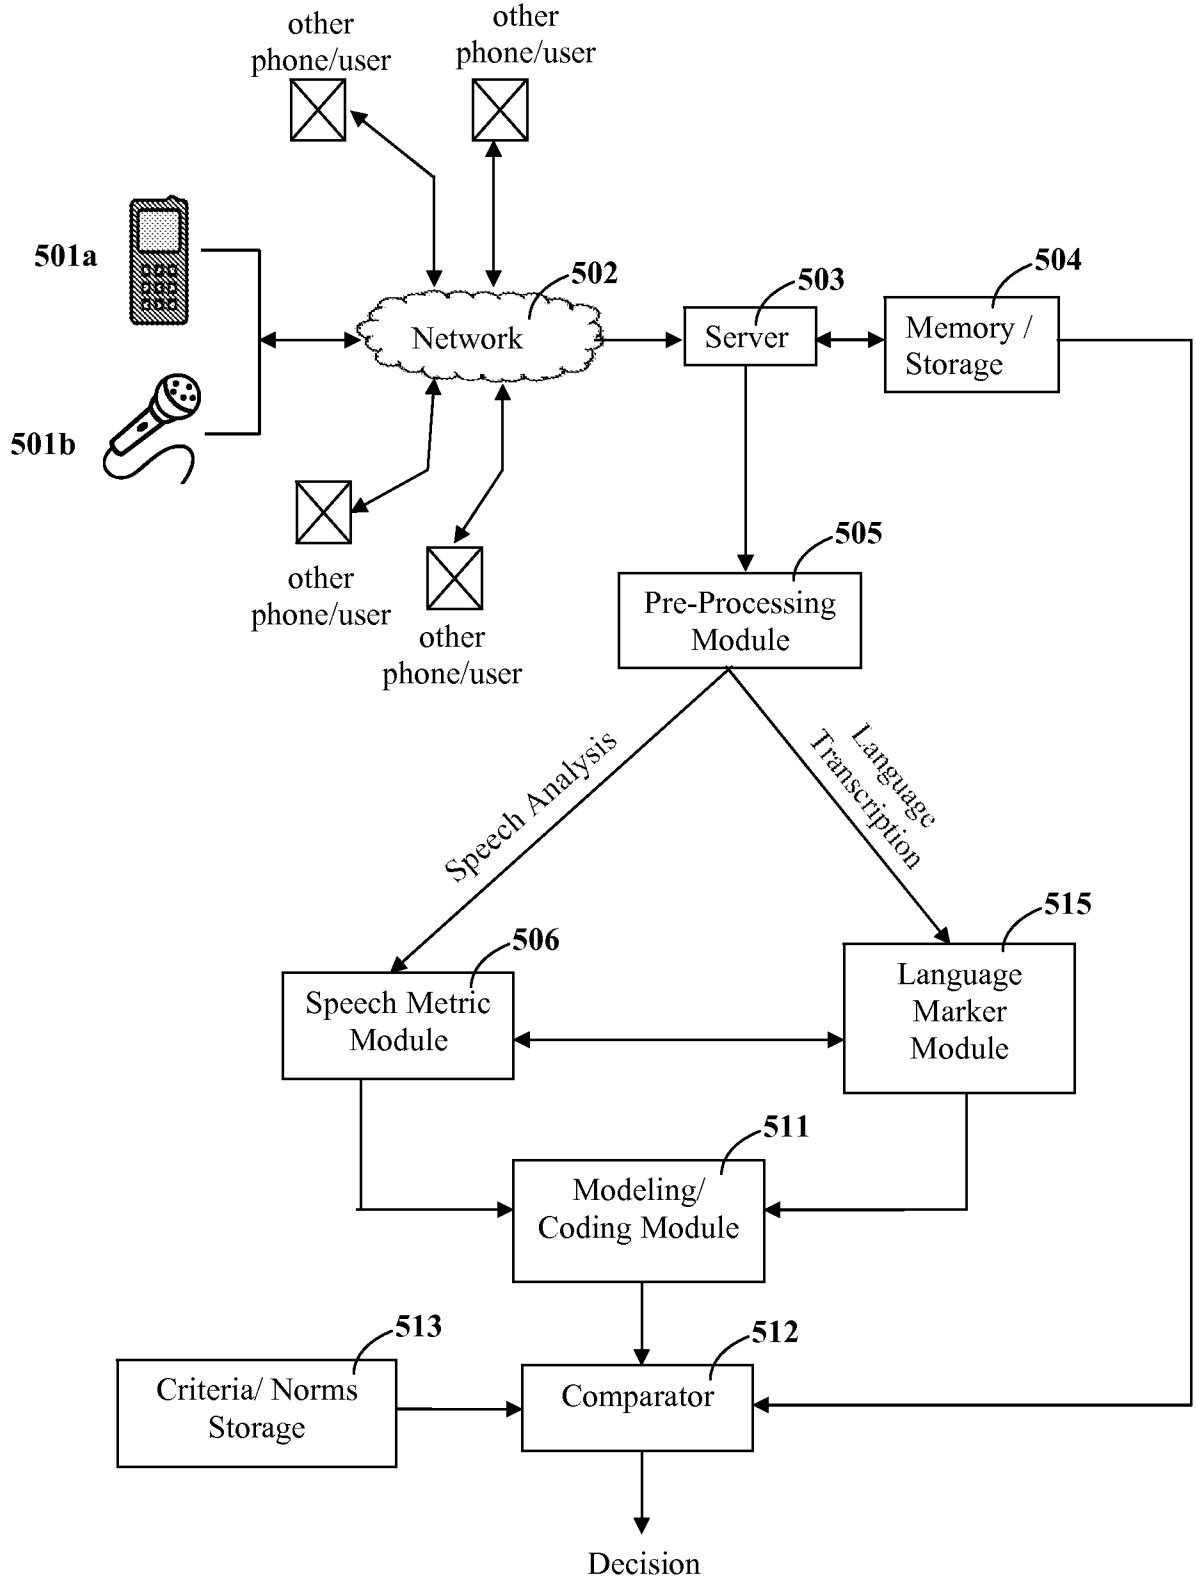 other
phone/user
other
phone/user
501a
501b
502
Network
503
Server
504
Memory /
Storage
other
phone/user
other
phone/user
505
Pre-Processing
Module
Speech Analysis
Language
Transcription
506
Speech Metric
Module
515
Language
Marker
Module
511
Modeling/
Coding Module
513
Criteria/ Norms
Storage
512
Comparator
Decision